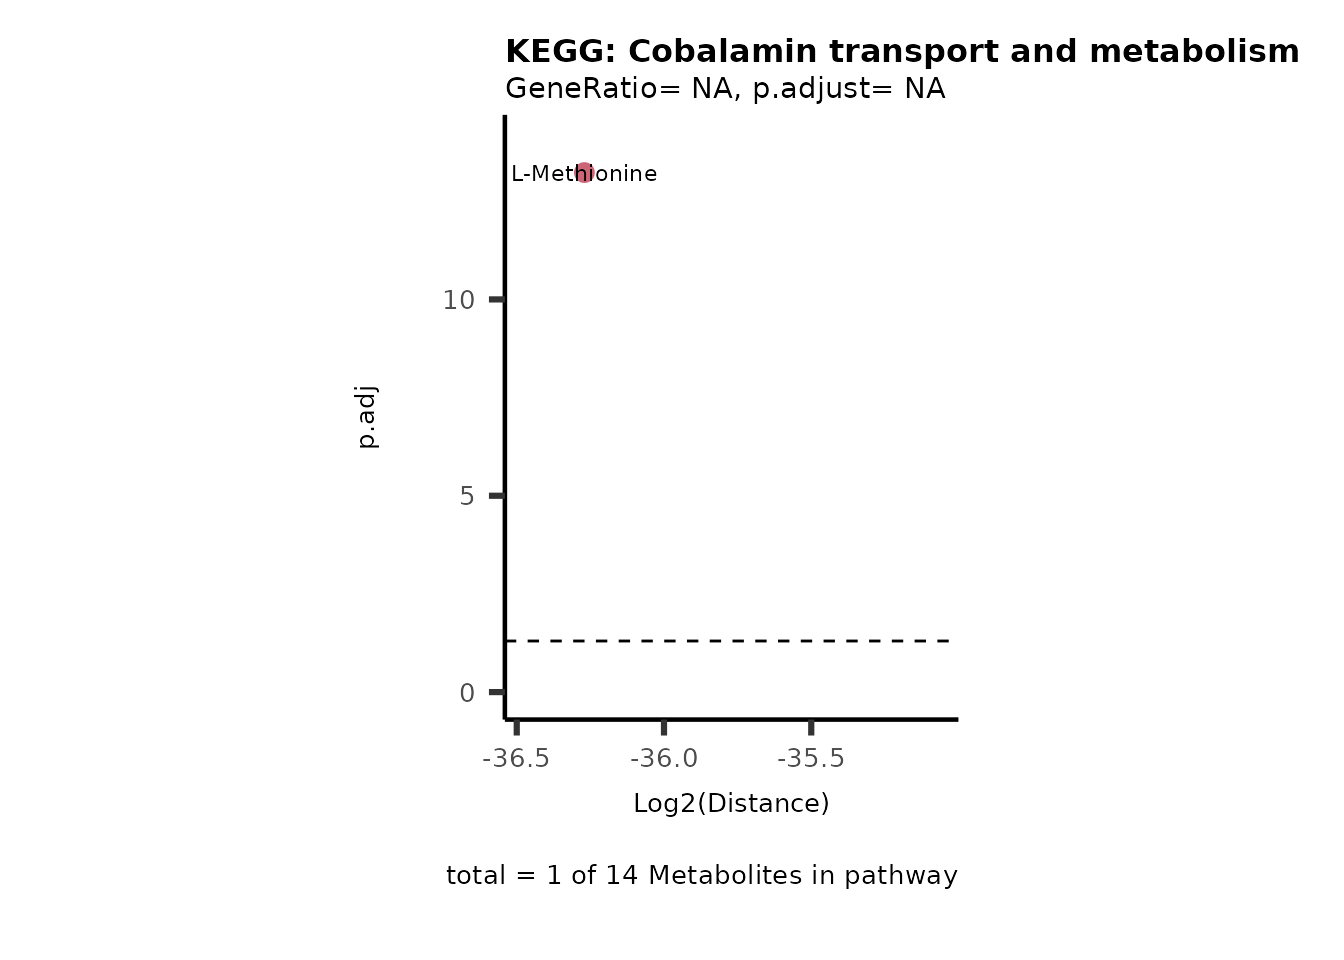 KEGG: Cobalamin transport and metabolism
GeneRatio= NA, p.adjust= NA
L-Methionine
10
5
0
p.adj
-36.5
-36.0
-35.5
Log2(Distance)
total = 1 of 14 Metabolites in pathway